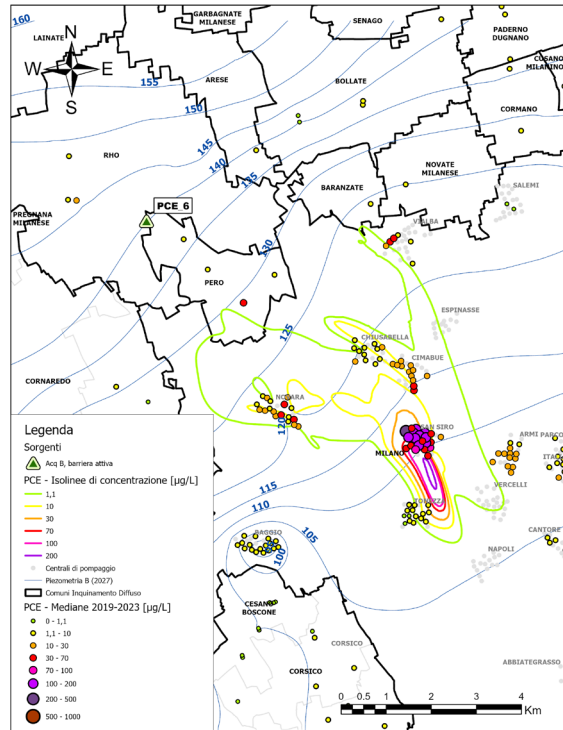 160
LAINATE
GARBAGNATE
MILANESE
SENAGO
PADERNO
DUGNANO
N
W
E
S
CUSANO
MILANINO
155
ARESE
BOLLATE
150
CORMANO
145
RHO
140
NOVATE
MILANESE
135
BARANZATE
SALEMI
PCE_6
PREGNANA
MILANESE
VIALBA
130
PERO
ESPINASSE
125
CHIUSABELLA
CIMABUE
CORNAREDO
NOVARA
120
SAN SIRO
MILANO
ARMI
PARCO
ITAL
115
VERCELLI
110
105
BAGGIO
100
CANTORE
NAPOLI
CESANO
BOSCONE
CORSICO
CORSICO
ABBIATEGRASSO
Legenda
Sorgenti
Acq B, barriera attiva
PCE - Isolinee di concentrazione [µg/L]
1,1
10
30
70
100
200
Centrali di pompaggio
Piezometria B (2027)
Comuni Inquinamento Diffuso
PCE - Mediane 2019-2023 [µg/L]
0 - 1,1
1,1 - 10
10 - 30
30 - 70
70 - 100
100 - 200
200 - 500
500 - 1000
0 0.5 1 2 3 4
Km